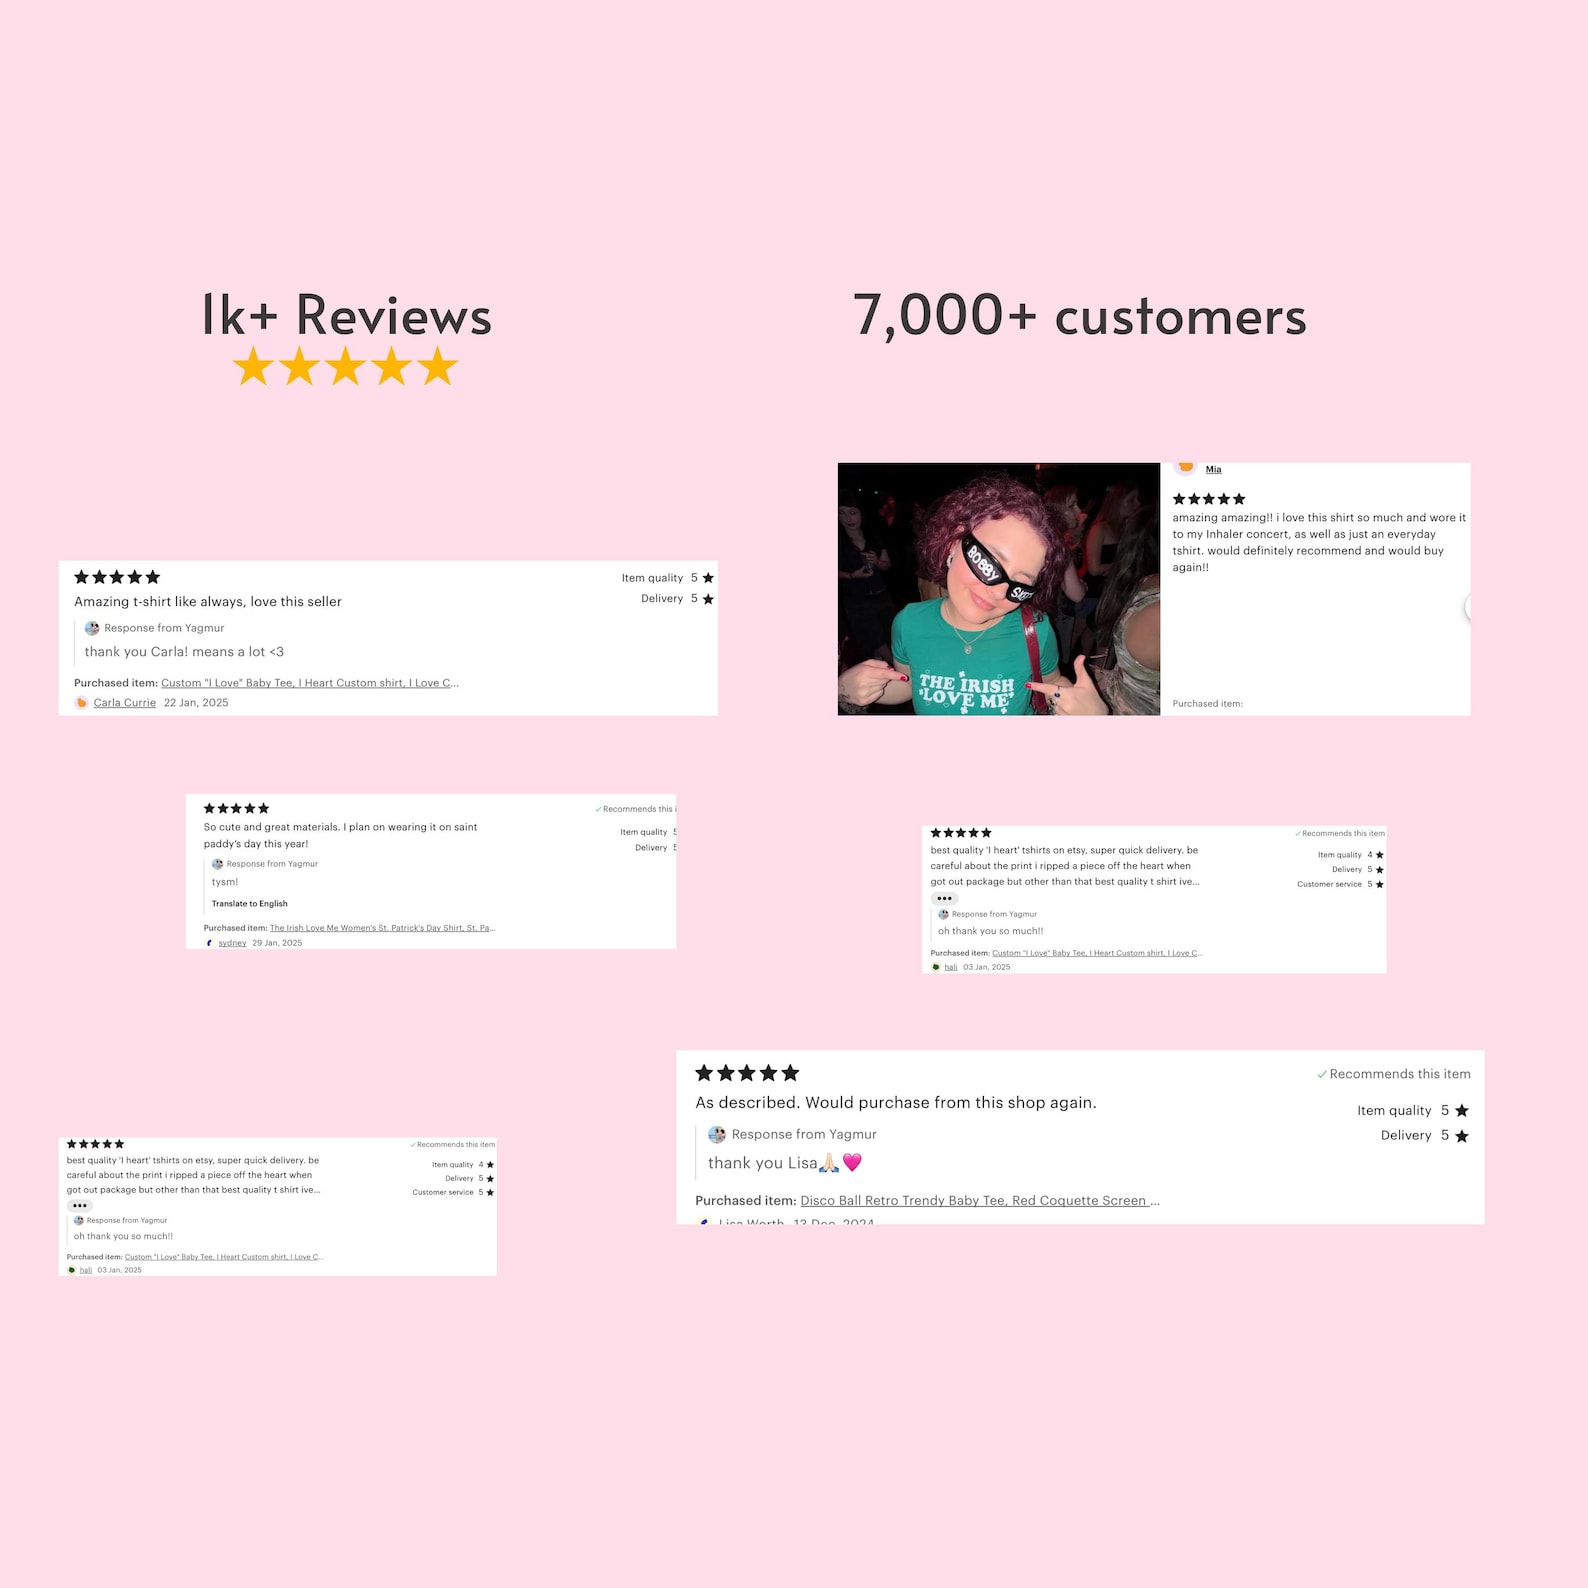 1k+ Reviews
★★★★★
7,000+ customers
★★★★★
Item quality 5 ★
Amazing t-shirt like always, love this seller
Delivery 5 ★
Response from Yagmur
thank you Carla! means a lot <3
Purchased item: Custom "I Love" Baby Tee, I Heart Custom shirt, I Love C...
Carla Currie 22 Jan, 2025
Mia
★★★★★
amazing amazing!! i love this shirt so much and wore it
to my Inhaler concert, as well as just an everyday
tshirt. would definitely recommend and would buy
again!!
Purchased item:
BOBBY
THE IRISH
LOVE ME
★★★★★
✓ Recommends this
So cute and great materials. I plan on wearing it on saint
paddy's day this year!
Item quality 5
Delivery 5
Response from Yagmur
tysm!
Translate to English
Purchased item: The Irish Love Me Women's St. Patrick's Day Shirt, St. Pa...
sydney 29 Jan, 2025
★★★★★
✓ Recommends this item
best quality 'I heart' tshirts on etsy, super quick delivery. be
careful about the print i ripped a piece off the heart when
got out package but other than that best quality t shirt ive...
Item quality 4 ★
Delivery 5 ★
Customer service 5 ★
Response from Yagmur
oh thank you so much!!
Purchased item: Custom "I Love" Baby Tee, I Heart Custom shirt, I Love C...
hali 03 Jan, 2025
★★★★★
✓ Recommends this item
best quality 'I heart' tshirts on etsy, super quick delivery. be
careful about the print i ripped a piece off the heart when
got out package but other than that best quality t shirt ive...
Item quality 4 ★
Delivery 5 ★
Customer service 5 ★
Response from Yagmur
oh thank you so much!!
Purchased item: Custom "I Love" Baby Tee, I Heart Custom shirt, I Love C...
hali 03 Jan, 2025
★★★★★
✓ Recommends this item
As described. Would purchase from this shop again.
Item quality 5 ★
Delivery 5 ★
Response from Yagmur
thank you Lisa🙏🏻💗
Purchased item: Disco Ball Retro Trendy Baby Tee, Red Coquette Screen ...
Lisa Worth 13 Dec, 2024